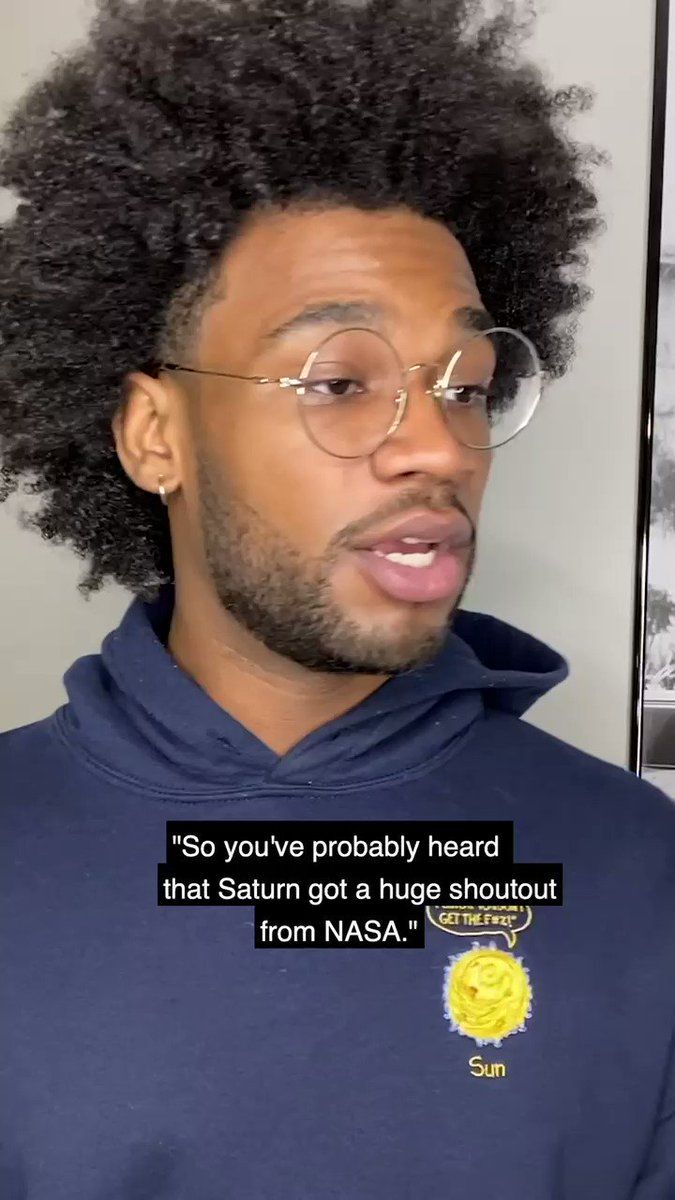 "So you've probably heard
that Saturn got a huge shoutout
from NASA."
GET THE F#Z!"
Sun